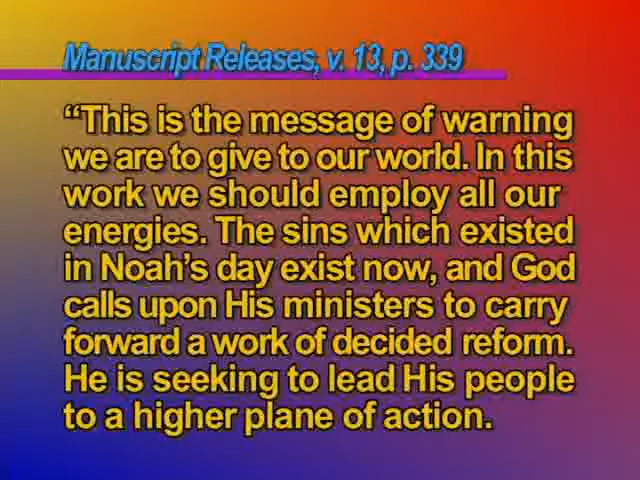 Manuscript Releases, v. 13, p. 339
“This is the message of warning
we are to give to our world. In this
work we should employ all our
energies. The sins which existed
in Noah’s day exist now, and God
calls upon His ministers to carry
forward a work of decided reform.
He is seeking to lead His people
to a higher plane of action.